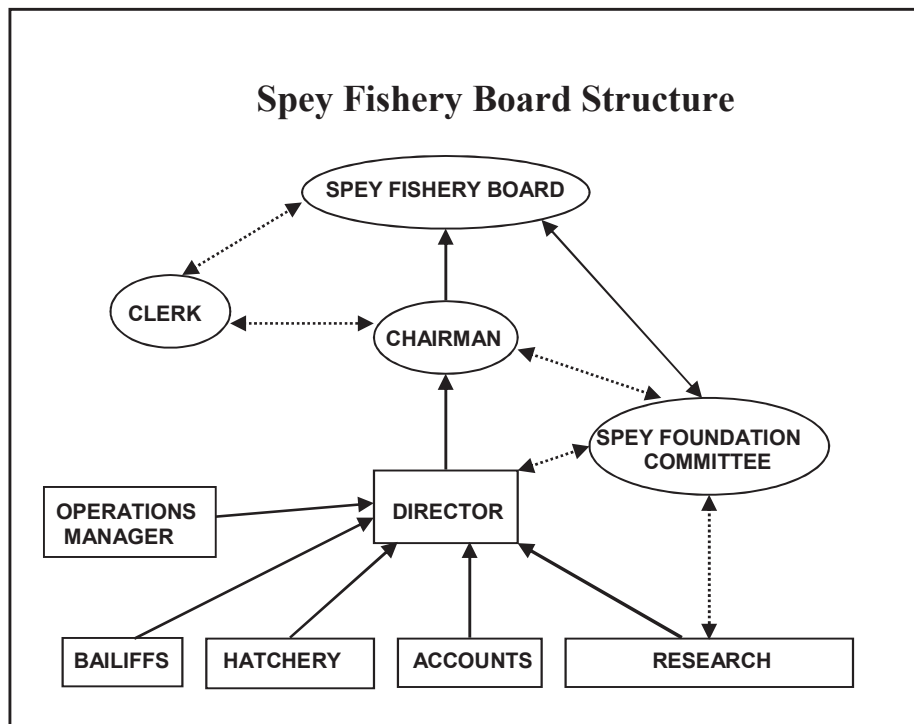 Spey Fishery Board Structure
SPEY FISHERY BOARD
CLERK
CHAIRMAN
SPEY FOUNDATION
COMMITTEE
DIRECTOR
OPERATIONS
MANAGER
BAILIFFS
HATCHERY
ACCOUNTS
RESEARCH